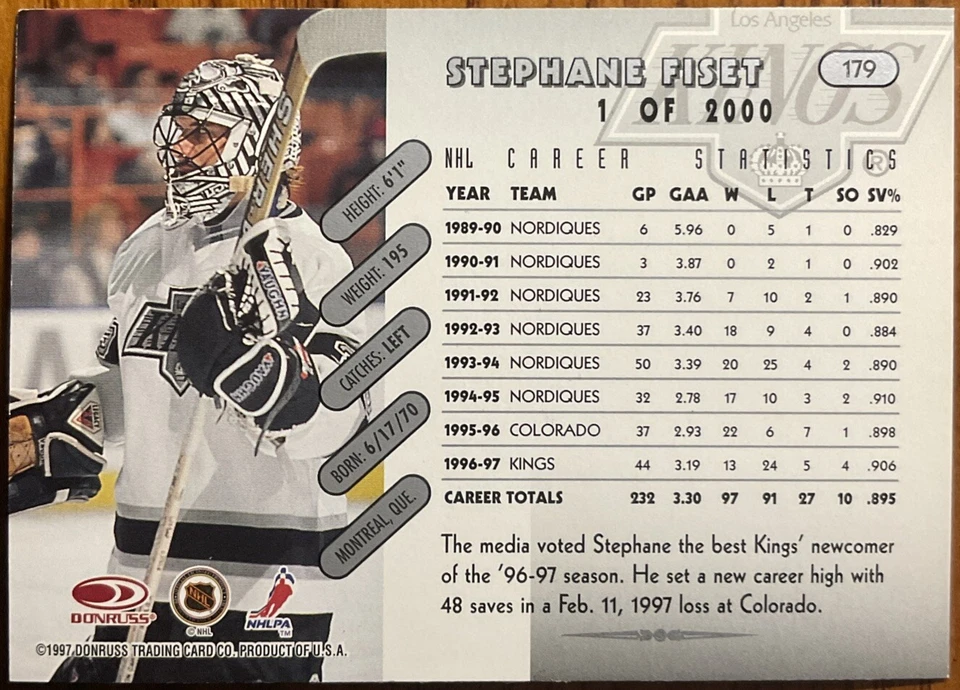 Los Angeles
KINGS
®
STEPHANE FISET
179
1 OF 2000
NHL CAREER STATISTICS
YEAR TEAM GP GAA W L T SO SV%
1989-90 NORDIQUES 6 5.96 0 5 1 0 .829
1990-91 NORDIQUES 3 3.87 0 2 1 0 .902
1991-92 NORDIQUES 23 3.76 7 10 2 1 .890
1992-93 NORDIQUES 37 3.40 18 9 4 0 .884
1993-94 NORDIQUES 50 3.39 20 25 4 2 .890
1994-95 NORDIQUES 32 2.78 17 10 3 2 .910
1995-96 COLORADO 37 2.93 22 6 7 1 .898
1996-97 KINGS 44 3.19 13 24 5 4 .906
CAREER TOTALS 232 3.30 97 91 27 10 .895
The media voted Stephane the best Kings' newcomer
of the '96-97 season. He set a new career high with
48 saves in a Feb. 11, 1997 loss at Colorado.
HEIGHT: 6'1"
WEIGHT: 195
CATCHES: LEFT
BORN: 6/17/70
MONTREAL, QUE.
SHERWOOD
VAUGHN
VAUGHN
DONRUSS®
NHL
© NHL
NHLPA
TM
©1997 DONRUSS TRADING CARD CO. PRODUCT OF U.S.A.